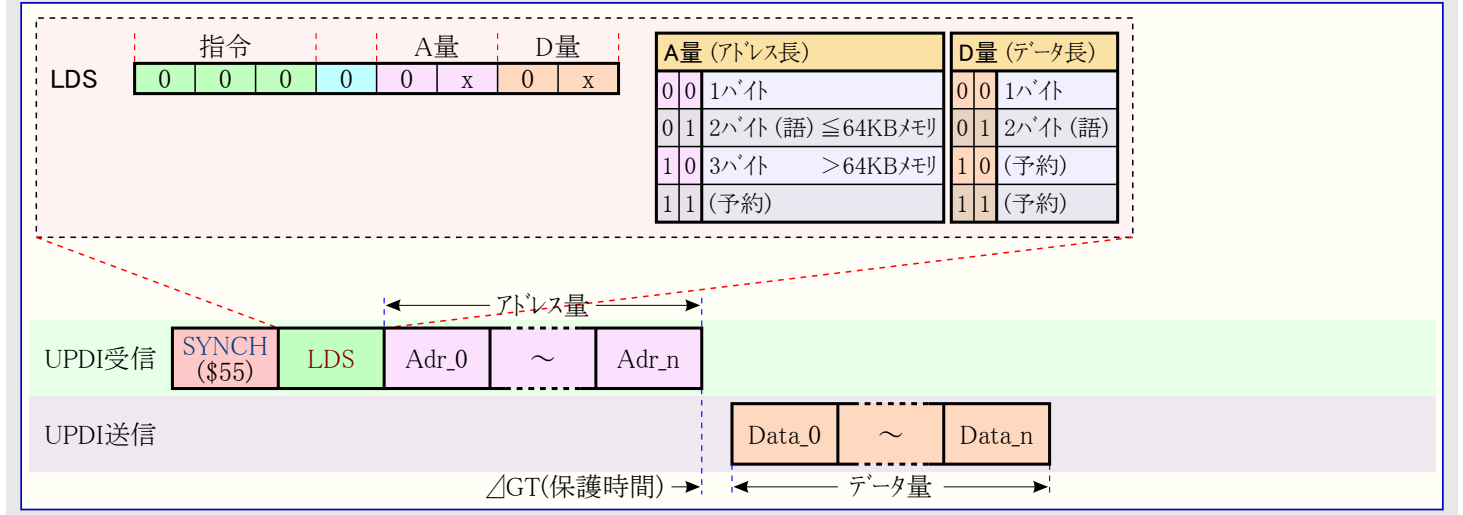 指令 A量 D量
LDS 0 0 0 0 0 x 0 x
A量 (アドレス長)
0 0 1バイト
0 1 2バイト (語) ≦64KBメモリ
1 0 3バイト >64KBメモリ
1 1 (予約)
D量 (データ長)
0 0 1バイト
0 1 2バイト (語)
1 0 (予約)
1 1 (予約)
アドレス量
UPDI受信 SYNCH ($55) LDS Adr_0 ～ Adr_n
UPDI送信 Data_0 ～ Data_n
⊿GT(保護時間) データ量